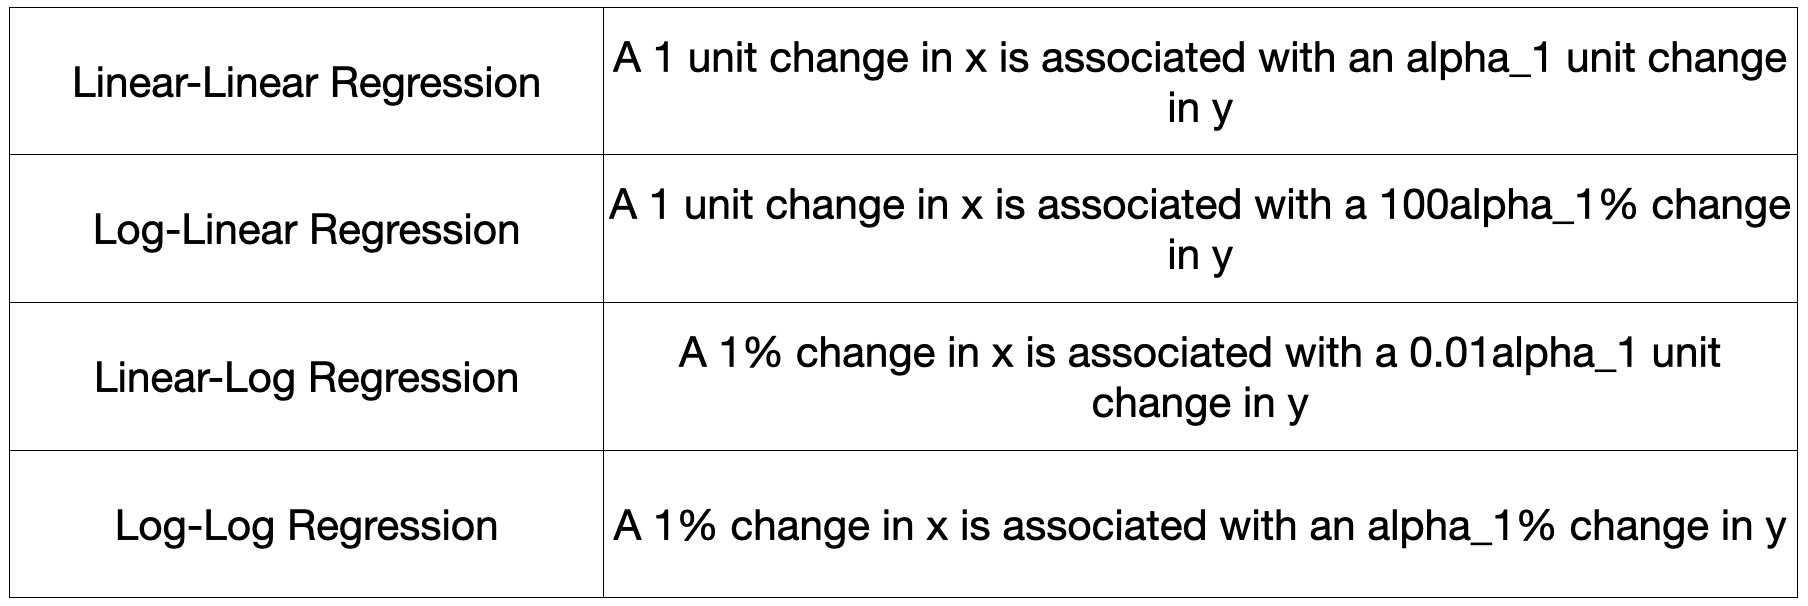 Linear-Linear Regression
A 1 unit change in x is associated with an alpha_1 unit change
in y
Log-Linear Regression
A 1 unit change in x is associated with a 100alpha_1% change
in y
Linear-Log Regression
A 1% change in x is associated with a 0.01alpha_1 unit
change in y
Log-Log Regression
A 1% change in x is associated with an alpha_1% change in y